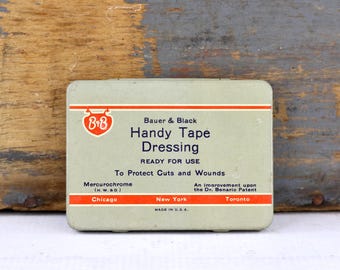 B&B
Bauer & Black
Handy Tape
Dressing
READY FOR USE
To Protect Cuts and Wounds
Mercurochrome
(H. W. & D.)
An improvement upon
the Dr. Benario Patent
Chicago New York Toronto
MADE IN U.S.A.